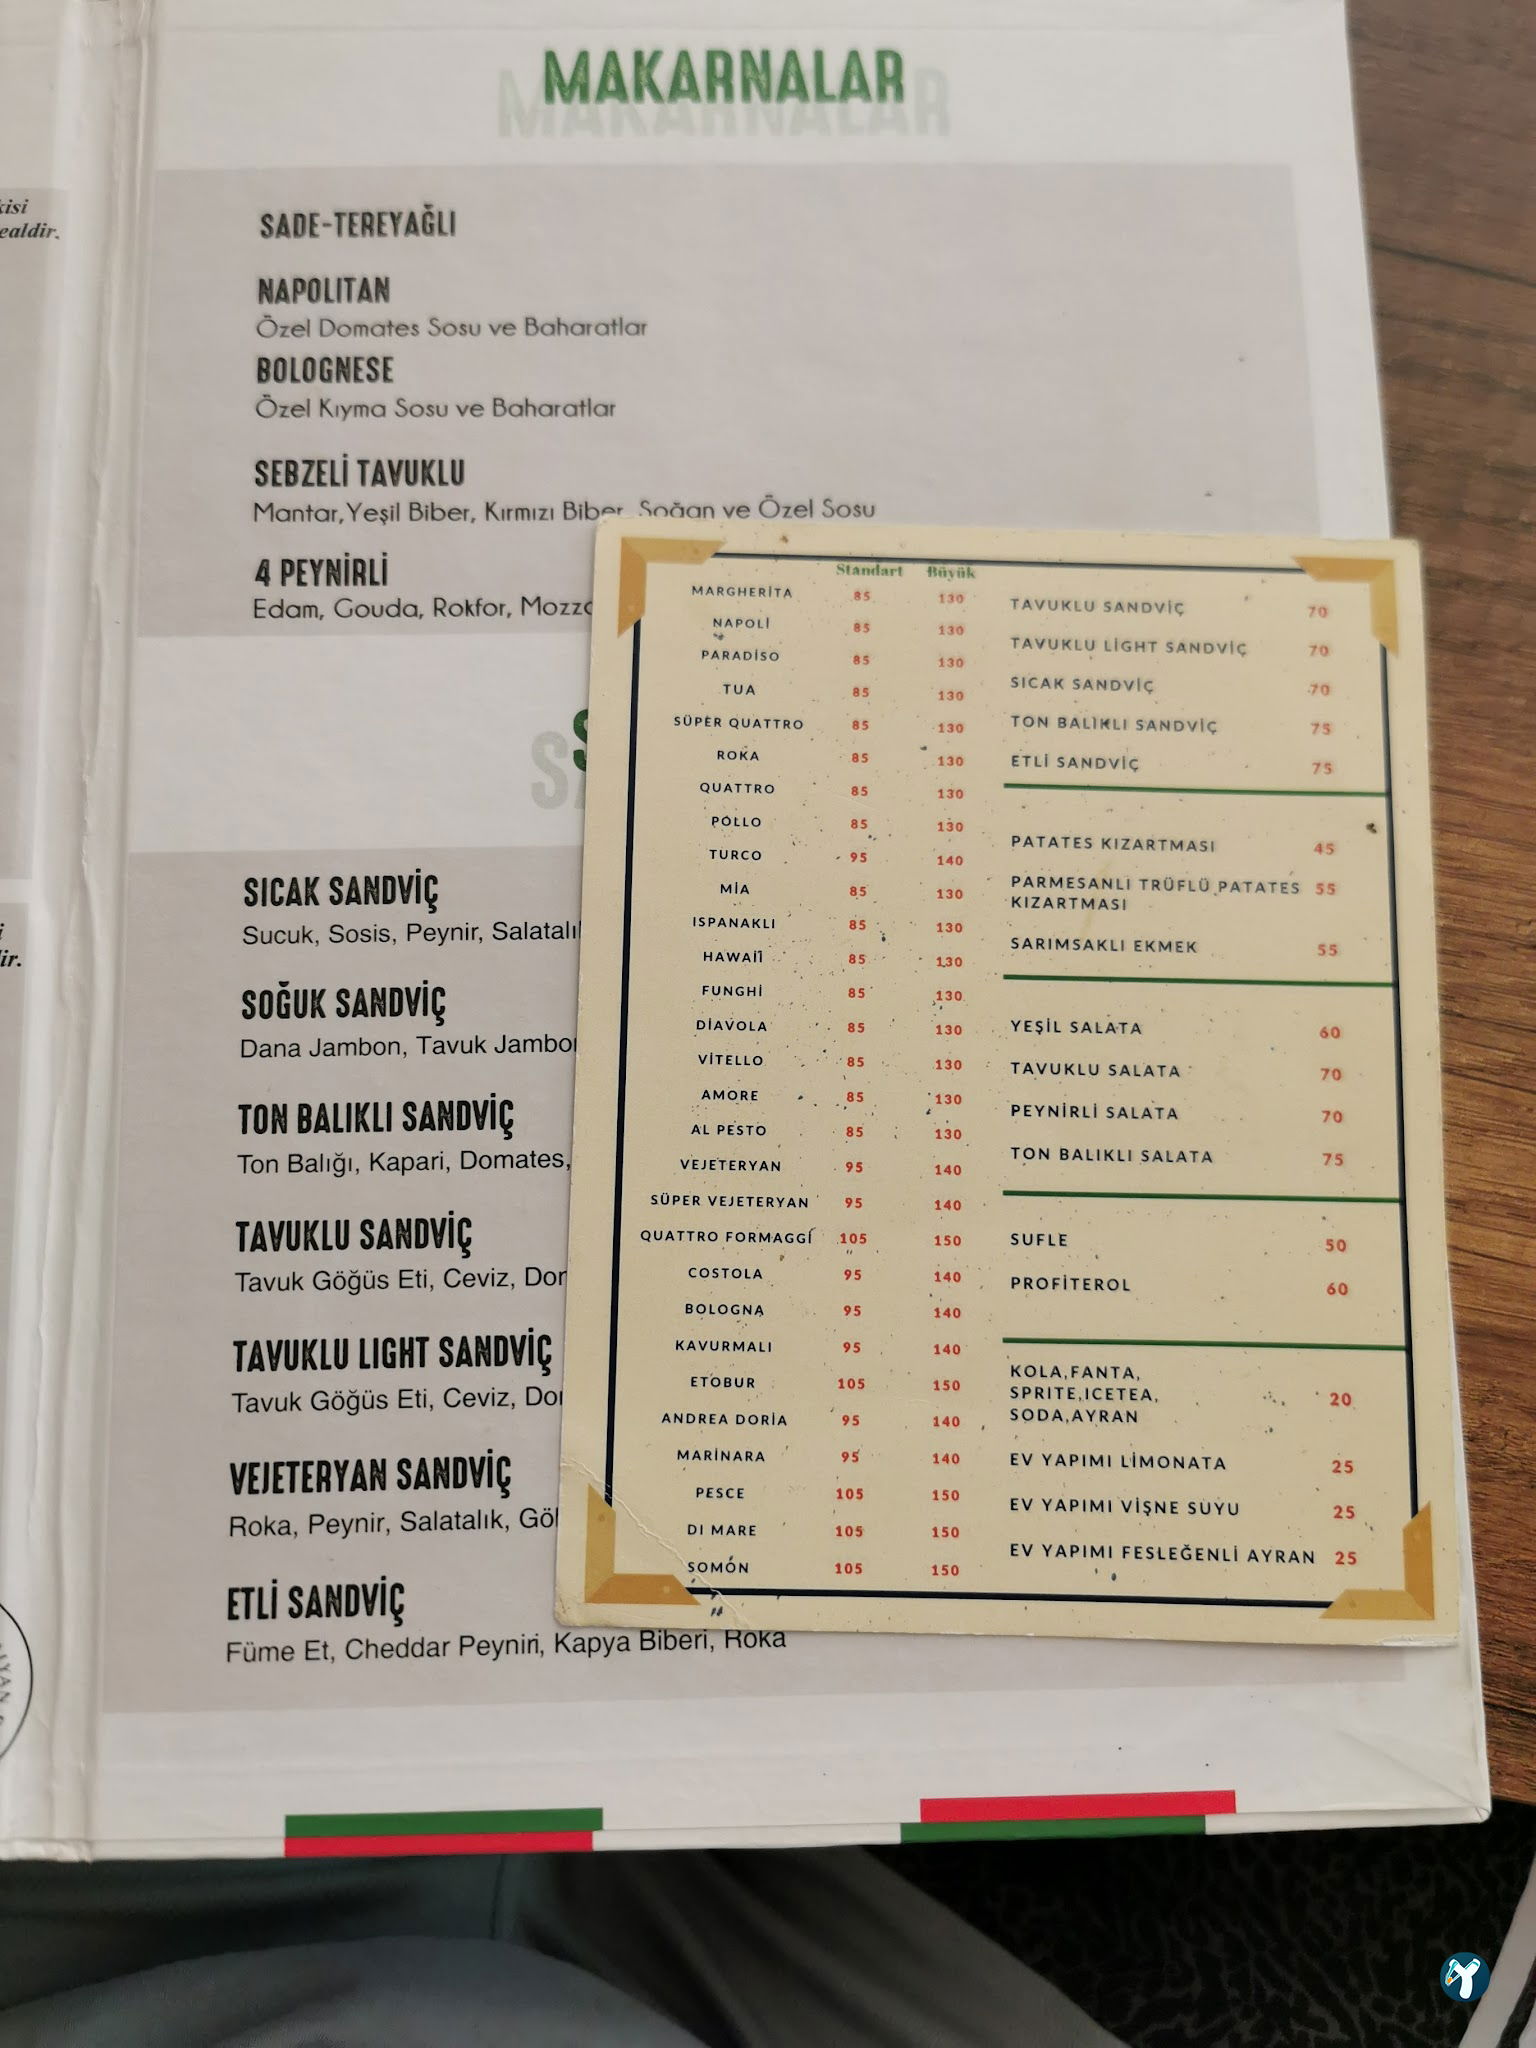 MAKARNALAR
SADE-TEREYAĞLI
NAPOLITAN
Özel Domates Sosu ve Baharatlar
BOLOGNESE
Özel Kıyma Sosu ve Baharatlar
SEBZELİ TAVUKLU
Mantar,Yeşil Biber, Kırmızı Biber, Soğan ve Özel Sosu
4 PEYNİRLİ
Edam, Gouda, Rokfor,
SICAK SANDVİÇ
Sucuk, Sosis, Peynir,
SOĞUK SANDVİÇ
Dana Jambon, Tavuk
TON BALIKLI SANDVİÇ
Ton Balığı, Kapari, Domates,
TAVUKLU SANDVİÇ
Tavuk Göğüs Eti, Ceviz,
TAVUKLU LIGHT SANDVİÇ
Tavuk Göğüs Eti, Ceviz,
VEJETERYAN SANDVİÇ
Roka, Peynir, Salatalık,
ETLİ SANDVİÇ
Füme Et, Cheddar Peyniri, Kapya Biberi, Roka
Standart Büyük
MARGHERİTA 85 130
NAPOLİ 85 130
PARADİSO 85 130
TUA 85 130
SÜPER QUATTRO 85 130
ROKA 85 130
QUATTRO 85 130
POLLO 85 130
TURCO 95 140
MİA 85 130
ISPANAKLI 85 130
HAWAİİ 85 130
FUNGHİ 85 130
DİAVOLA 85 130
VİTELLO 85 130
AMORE 85 130
AL PESTO 85 130
VEJETERYAN 95 140
SÜPER VEJETERYAN 95 140
QUATTRO FORMAGGİ 105 150
COSTOLA 95 140
BOLOGNA 95 140
KAVURMALI 95 140
ETOBUR 105 150
ANDREA DORİA 95 140
MARİNARA 95 140
PESCE 105 150
DI MARE 105 150
SOMON 105 150
TAVUKLU SANDVİÇ 70
TAVUKLU LİGHT SANDVİÇ 70
SICAK SANDVİÇ 70
TON BALIKLI SANDVİÇ 75
ETLİ SANDVİÇ 75
PATATES KIZARTMASI 45
PARMESANLI TRÜFLÜ PATATES 55
KIZARTMASI
SARIMSAKLI EKMEK 55
YEŞİL SALATA 60
TAVUKLU SALATA 70
PEYNİRLİ SALATA 70
TON BALIKLI SALATA 75
SUFLE 50
PROFİTEROL 60
KOLA,FANTA,
SPRITE,ICETEA, 20
SODA,AYRAN
EV YAPIMI LİMONATA 25
EV YAPIMI VİŞNE SUYU 25
EV YAPIMI FESLEĞENLİ AYRAN 25